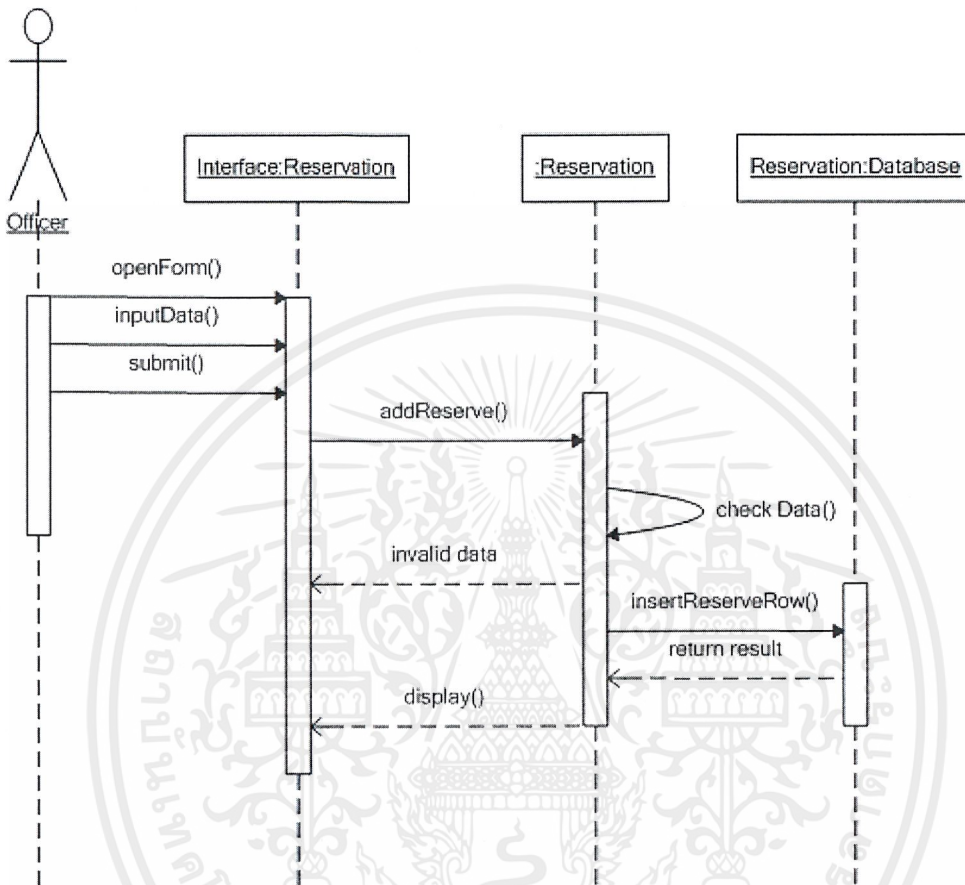 Officer
Interface:Reservation
:Reservation
Reservation:Database
openForm()
inputData()
submit()
addReserve()
check Data()
invalid data
insertReserveRow()
return result
display()